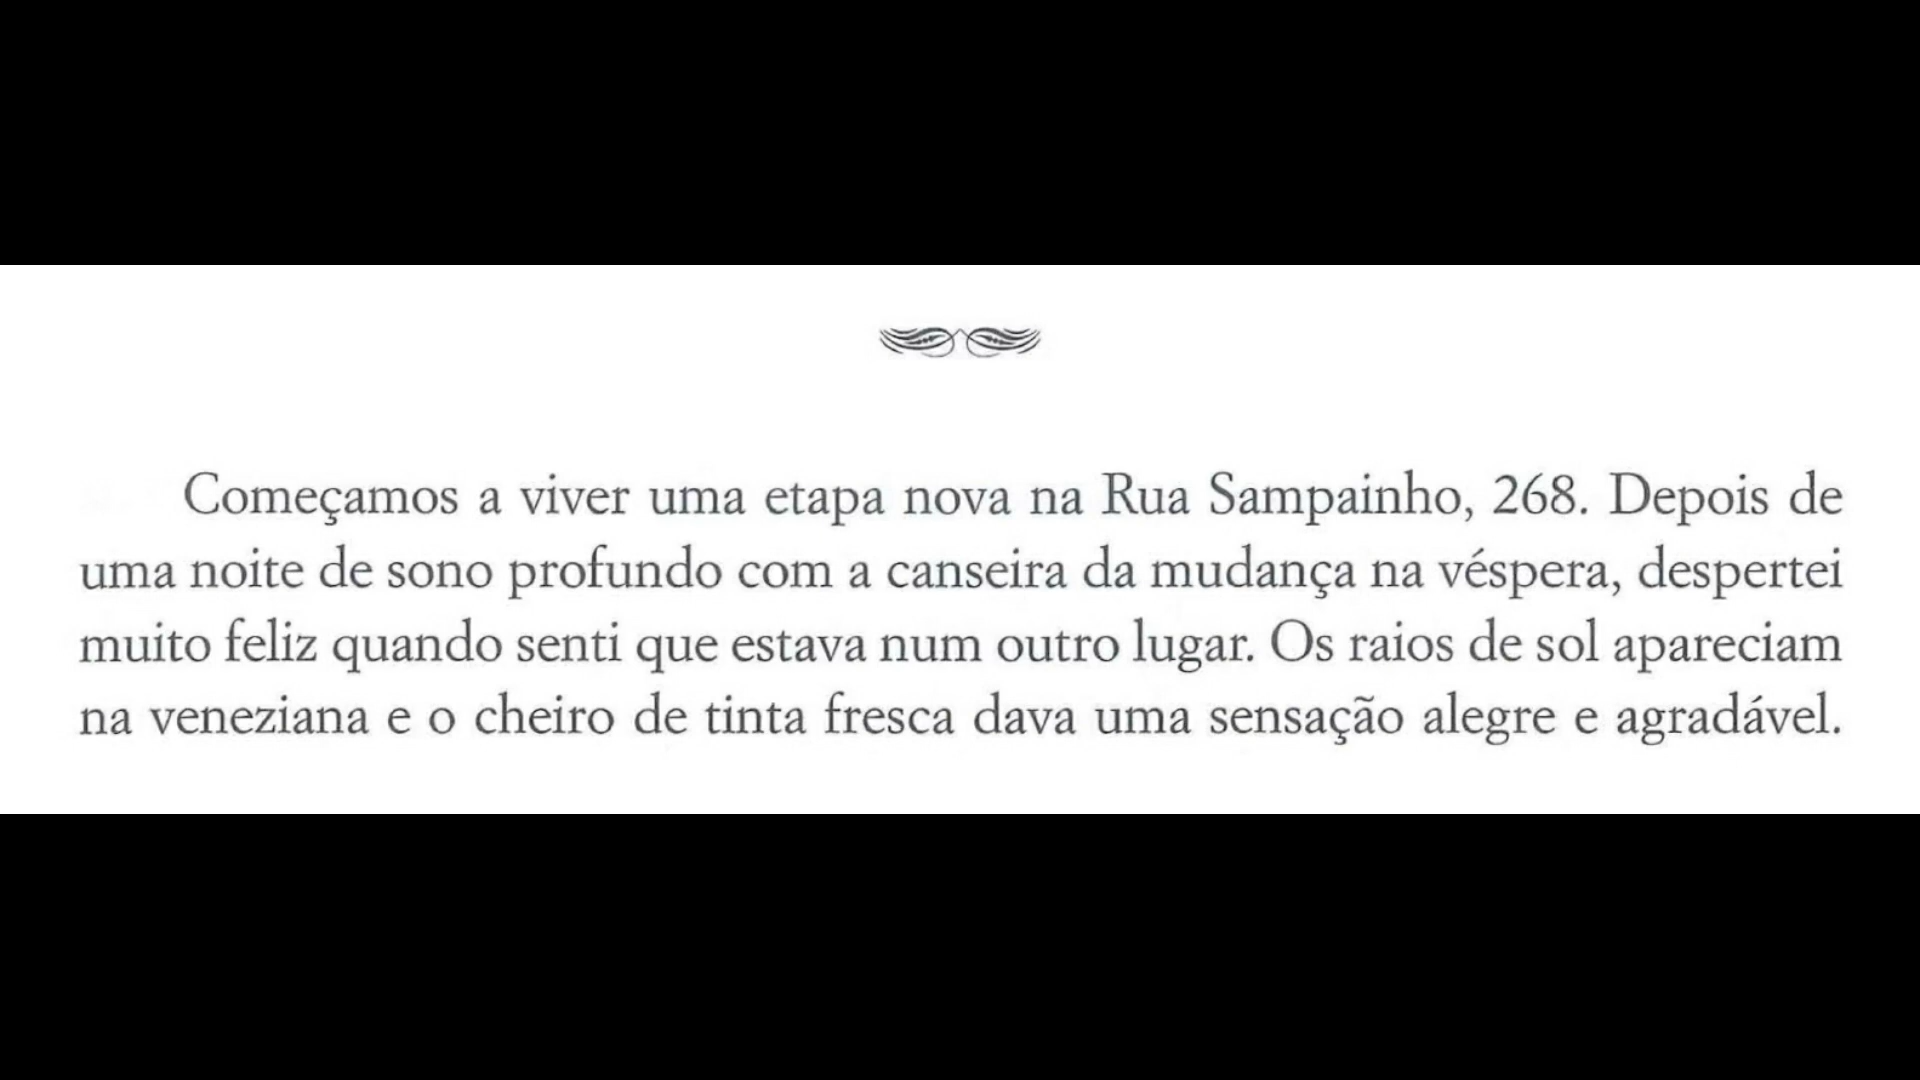 Começamos a viver uma etapa nova na Rua Sampainho, 268. Depois de
uma noite de sono profundo com a canseira da mudança na véspera, despertei
muito feliz quando senti que estava num outro lugar. Os raios de sol apareciam
na veneziana e o cheiro de tinta fresca dava uma sensação alegre e agradável.